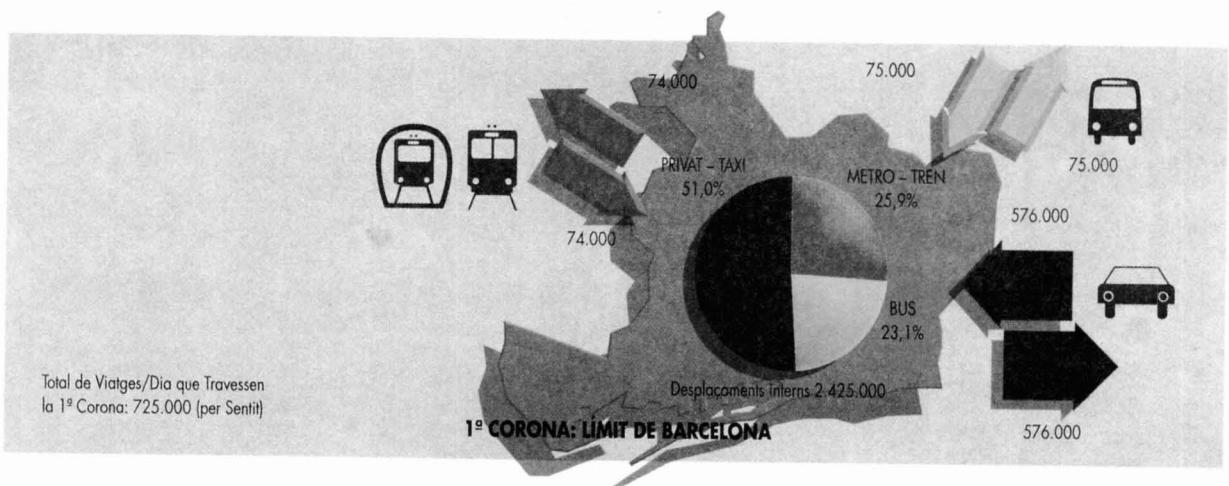 74.000
75.000
PRIVAT – TAXI
51,0%
METRO – TREN
25,9%
75.000
74.000
576.000
BUS
23,1%
Total de Viatges/Dia que Travessen
la 1ª Corona: 725.000 (per Sentit)
Desplaçaments interns 2.425.000
1ª CORONA: LÍMIT DE BARCELONA
576.000